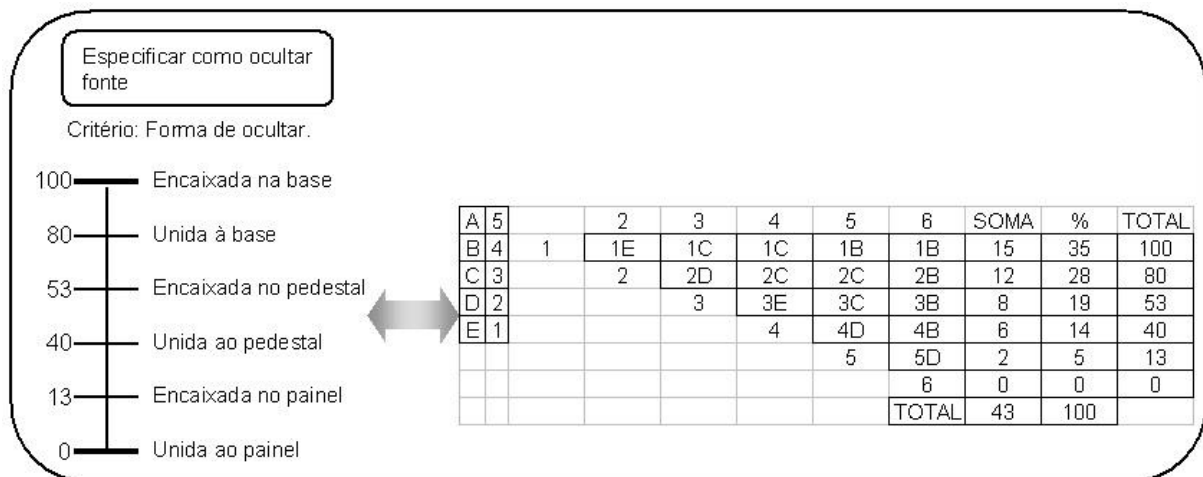 Especificar como ocultar
fonte
Critério: Forma de ocultar.
100 Encaixada na base
80 Unida à base
53 Encaixada no pedestal
40 Unida ao pedestal
13 Encaixada no painel
0 Unida ao painel
A 5 2 3 4 5 6 SOMA % TOTAL
B 4 1 1E 1C 1C 1B 1B 15 35 100
C 3 2 2D 2C 2C 2B 12 28 80
D 2 3 3E 3C 3B 8 19 53
E 1 4 4D 4B 6 14 40
5 5D 2 5 13
6 0 0 0
TOTAL 43 100